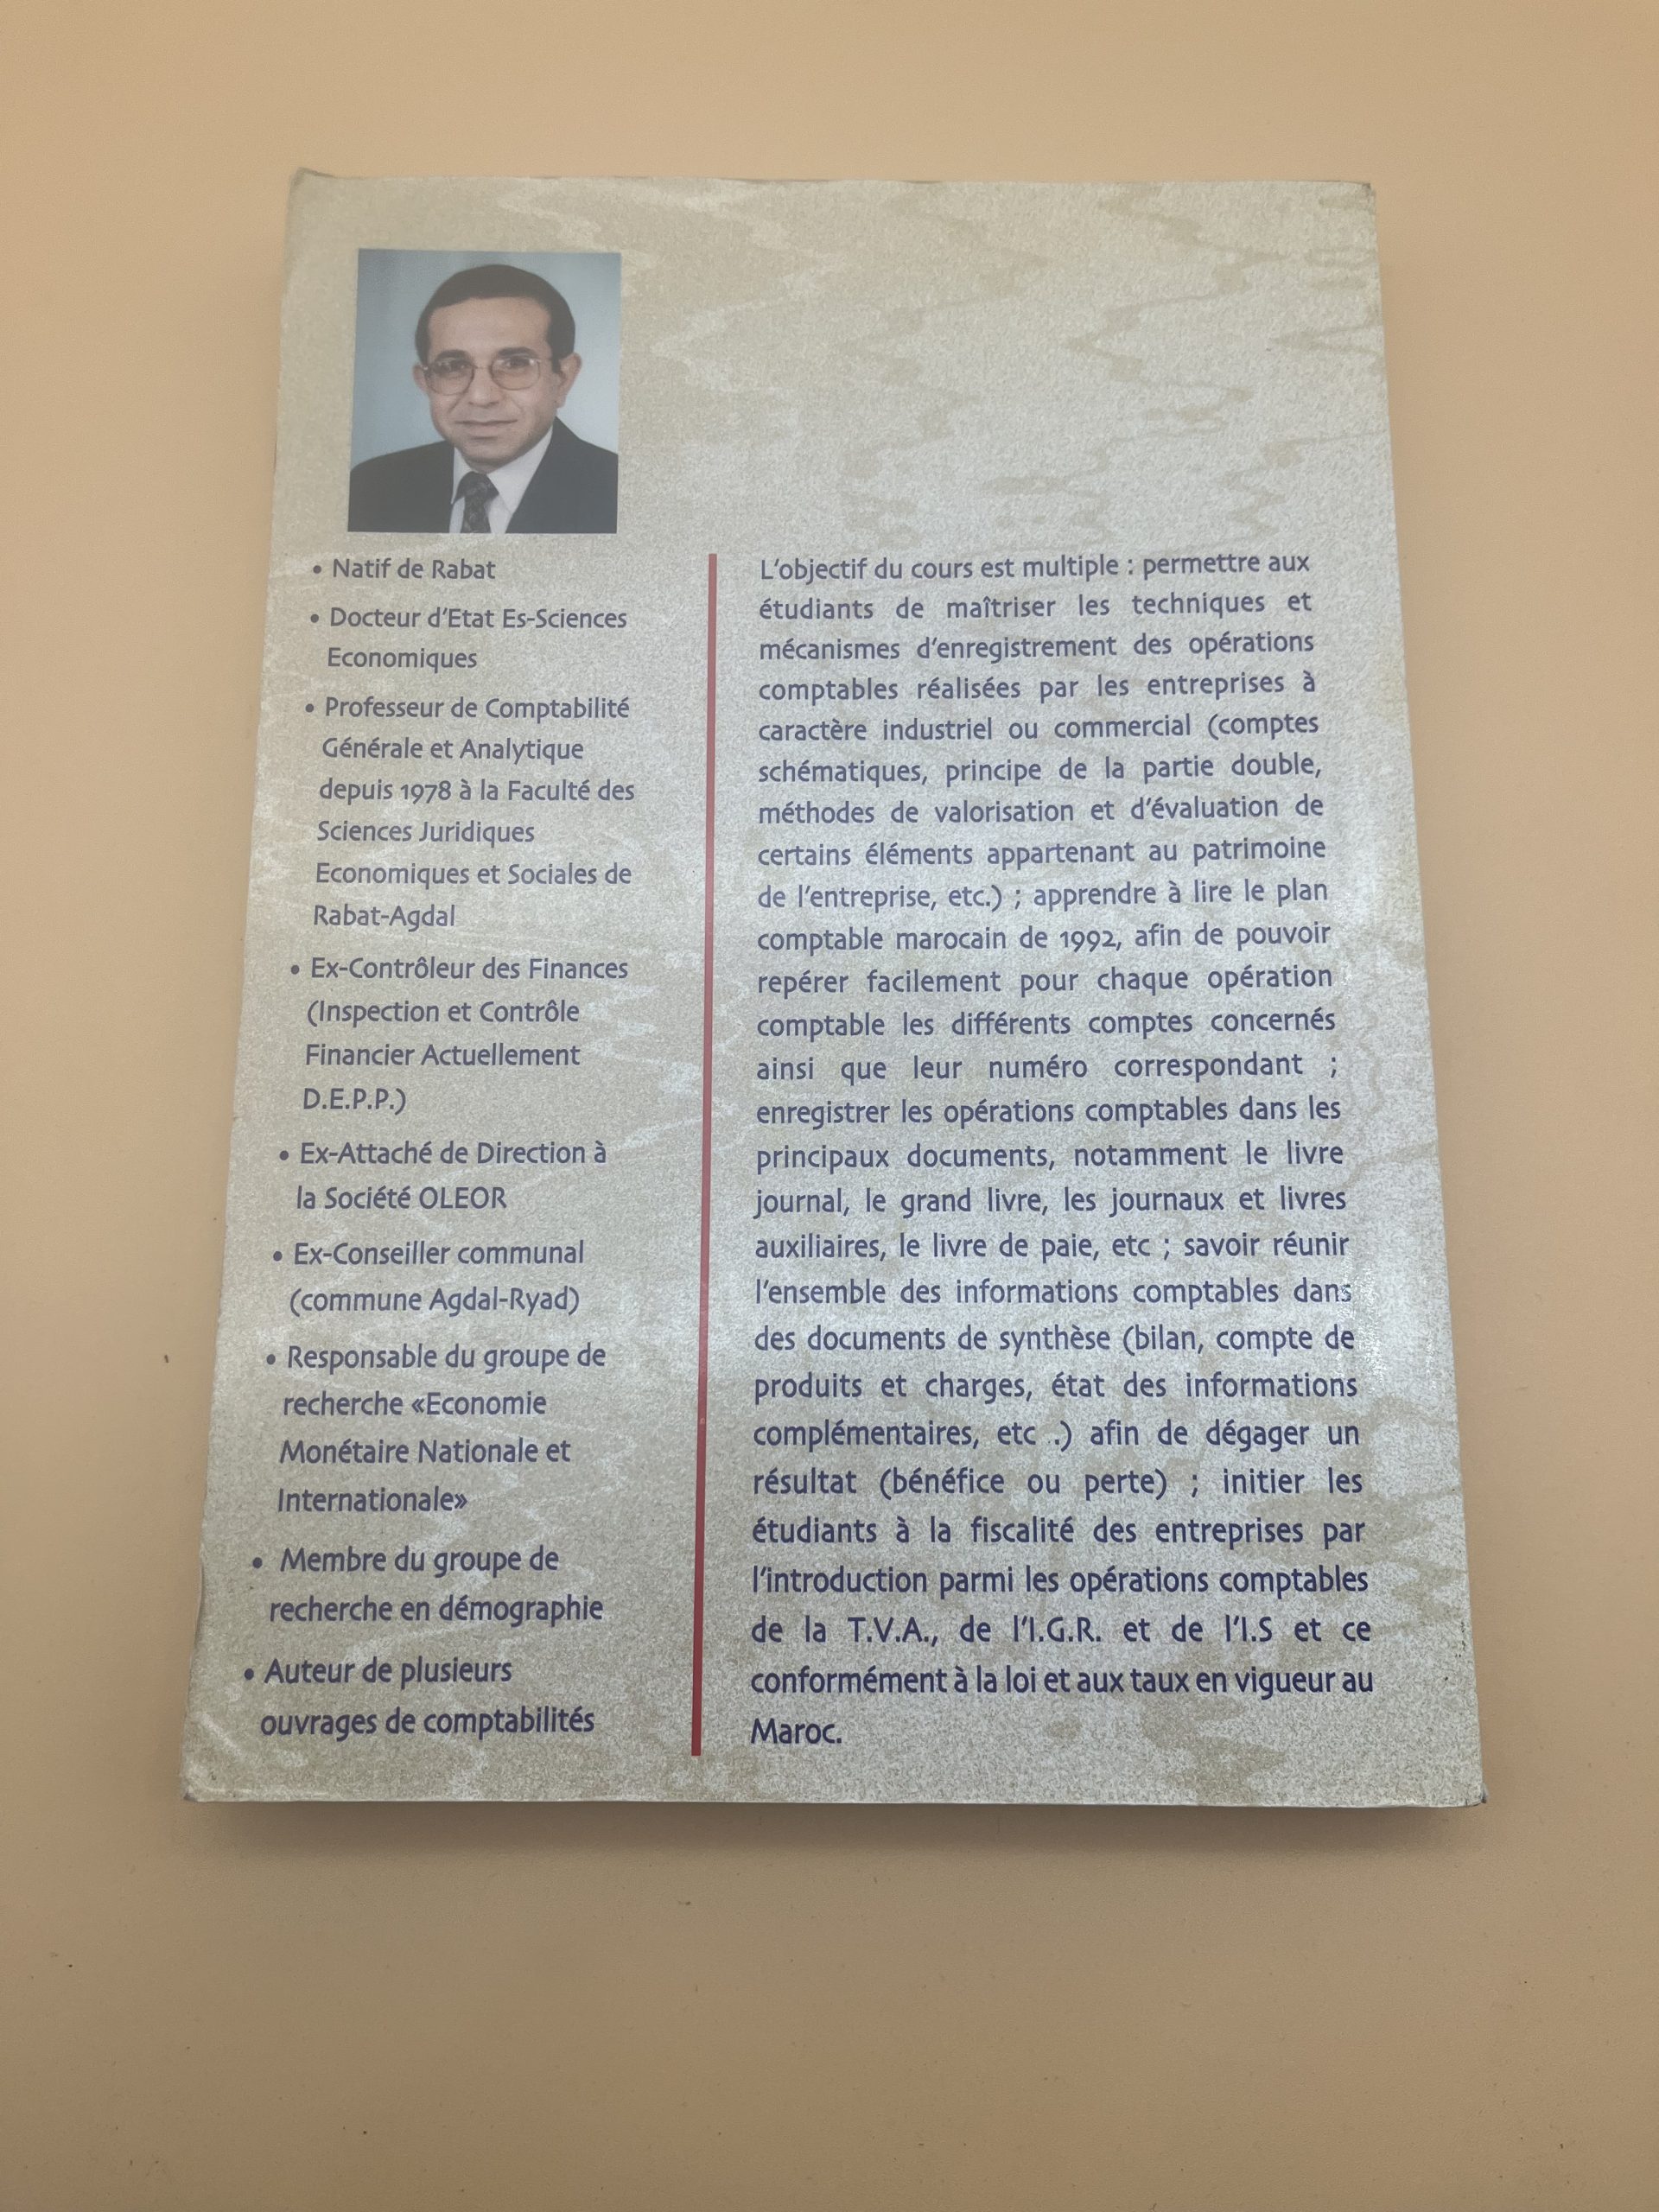 • Natif de Rabat
• Docteur d'Etat Es-Sciences
Economiques
• Professeur de Comptabilité
Générale et Analytique
depuis 1978 à la Faculté des
Sciences Juridiques
Economiques et Sociales de
Rabat-Agdal
• Ex-Contrôleur des Finances
(Inspection et Contrôle
Financier Actuellement
D.E.P.P.)
• Ex-Attaché de Direction à
la Société OLEOR
• Ex-Conseiller communal
(commune Agdal-Ryad)
• Responsable du groupe de
recherche «Economie
Monétaire Nationale et
Internationale»
• Membre du groupe de
recherche en démographie
• Auteur de plusieurs
ouvrages de comptabilités
L'objectif du cours est multiple : permettre aux
étudiants de maîtriser les techniques et
mécanismes d'enregistrement des opérations
comptables réalisées par les entreprises à
caractère industriel ou commercial (comptes
schématiques, principe de la partie double,
méthodes de valorisation et d'évaluation de
certains éléments appartenant au patrimoine
de l'entreprise, etc.) ; apprendre à lire le plan
comptable marocain de 1992, afin de pouvoir
repérer facilement pour chaque opération
comptable les différents comptes concernés
ainsi que leur numéro correspondant ;
enregistrer les opérations comptables dans les
principaux documents, notamment le livre
journal, le grand livre, les journaux et livres
auxiliaires, le livre de paie, etc ; savoir réunir
l'ensemble des informations comptables dans
des documents de synthèse (bilan, compte de
produits et charges, état des informations
complémentaires, etc .) afin de dégager un
résultat (bénéfice ou perte) ; initier les
étudiants à la fiscalité des entreprises par
l'introduction parmi les opérations comptables
de la T.V.A., de l'I.G.R. et de l'I.S et ce
conformément à la loi et aux taux en vigueur au
Maroc.